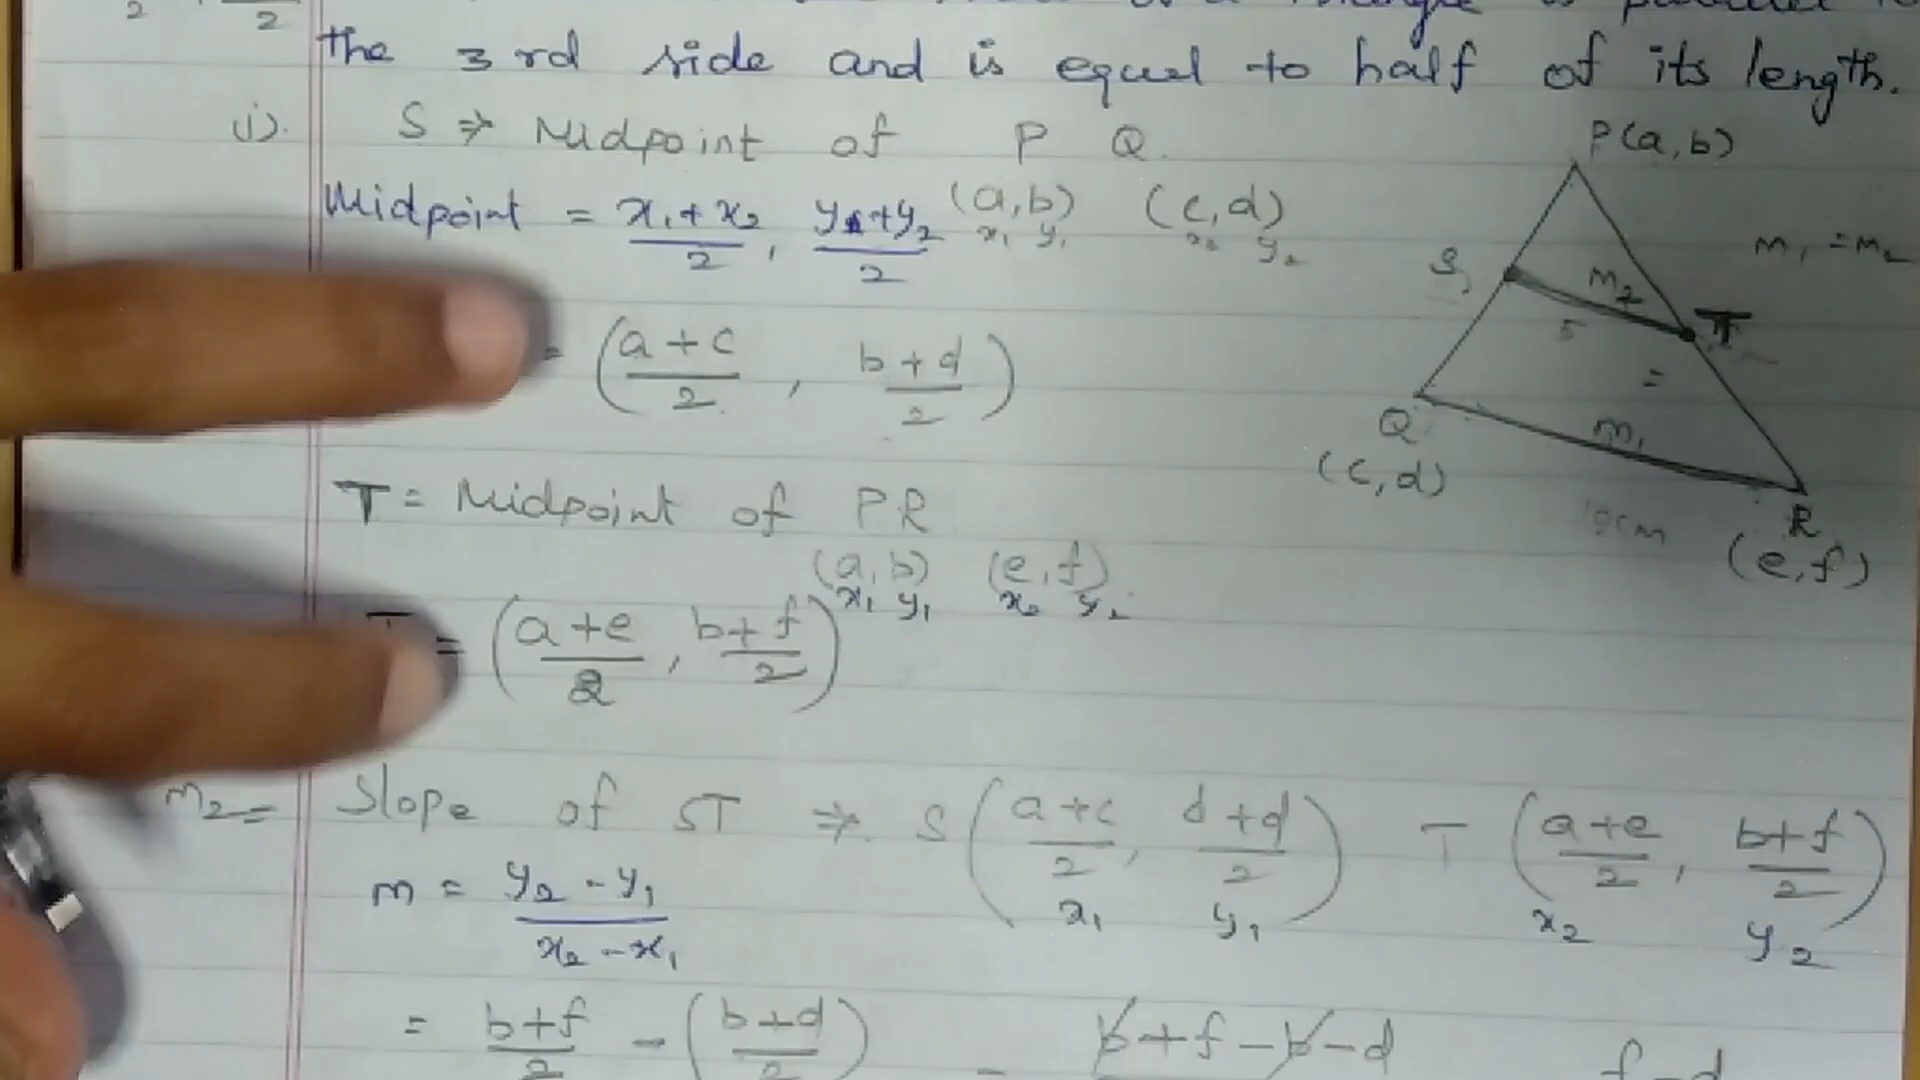 2 2
the 3rd side and is equal to half of its length.
(i). S ⇒ Midpoint of P Q.
P(a,b)
Midpoint = x₁+x₂/2, y₁+y₂/2 (a,b) (c,d)
x₁ y₁ x₂ y₂
m₁ = m₂
S
m₂
5
T
= (a+c/2, b+d/2)
=
Q
m₁
(c,d)
R
(e,f)
T = Midpoint of PR
(a,b) (e,f)
x₁ y₁ x₂ y₂
= (a+e/2, b+f/2)
m₂ = Slope of ST ⇒ S(a+c/2, d+d/2) T(a+e/2, b+f/2)
x₁ y₁ x₂ y₂
m = y₂-y₁/x₂-x₁
= b+f/2 - (b+d/2) b+f-b-d f-d